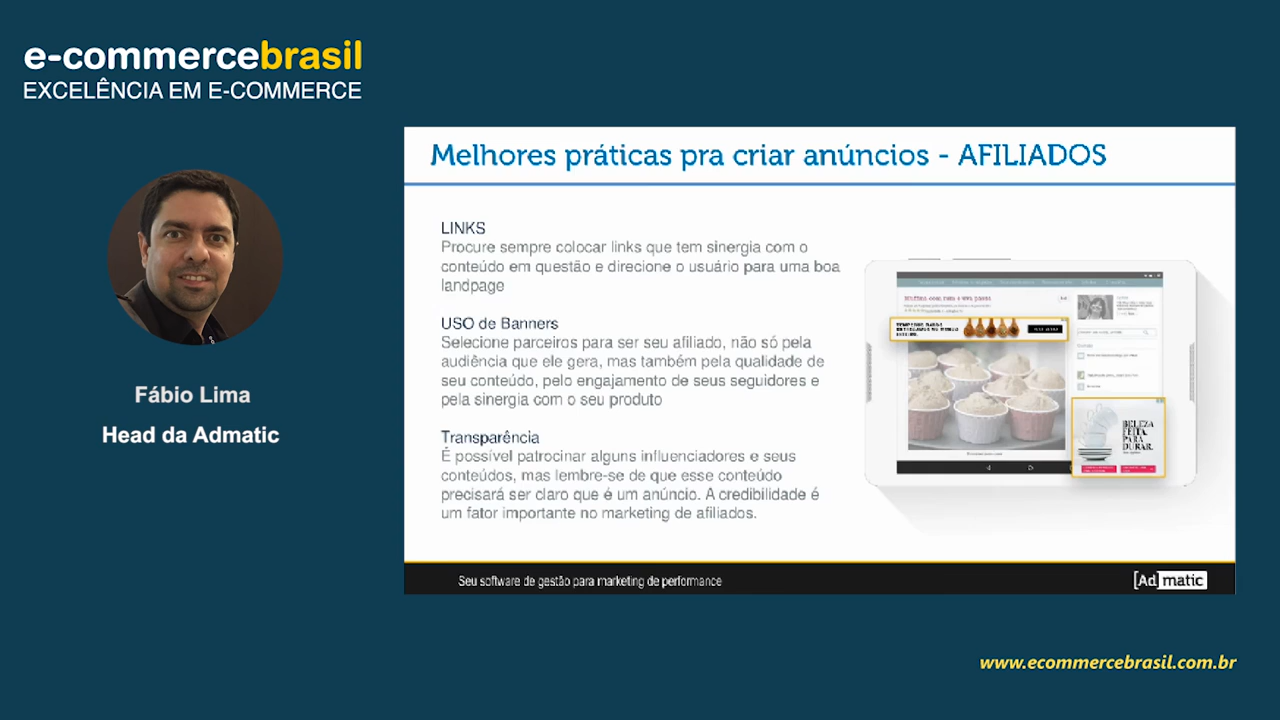 e-commercebrasil
EXCELÊNCIA EM E-COMMERCE
Melhores práticas pra criar anúncios - AFILIADOS
LINKS
Procure sempre colocar links que tem sinergia com o
conteúdo em questão e direcione o usuário para uma boa
landpage
USO de Banners
Selecione parceiros para ser seu afiliado, não só pela
audiência que ele gera, mas também pela qualidade de
seu conteúdo, pelo engajamento de seus seguidores e
pela sinergia com o seu produto
Transparência
É possível patrocinar alguns influenciadores e seus
conteúdos, mas lembre-se de que esse conteúdo
precisará ser claro que é um anúncio. A credibilidade é
um fator importante no marketing de afiliados.
BELEZA
FEITA
PARA
DURAR.
Fábio Lima
Head da Admatic
Seu software de gestão para marketing de performance
[Ad]matic
www.ecommercebrasil.com.br